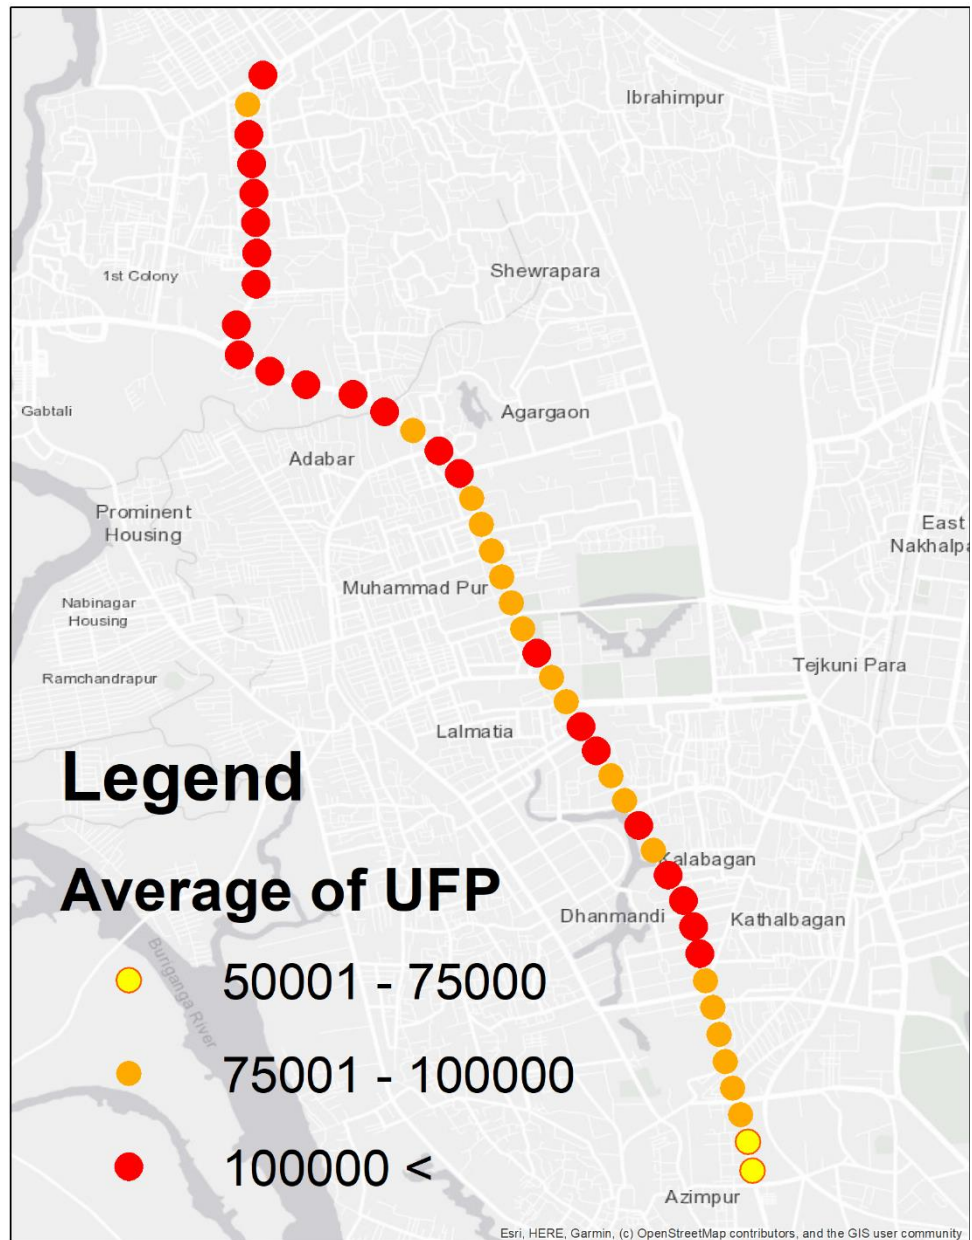 Ibrahimpur
Shewrapara
1st Colony
Gabtali
Agargaon
Adabar
Prominent
Housing
East
Nakhalpa
Muhammad Pur
Nabinagar
Housing
Tejkuni Para
Ramchandrapur
Lalmatia
Legend
Kalabagan
Average of UFP
Dhanmandi
Kathalbagan
Buriganga River
50001 - 75000
75001 - 100000
100000 <
Azimpur
Esri, HERE, Garmin, (c) OpenStreetMap contributors, and the GIS user community